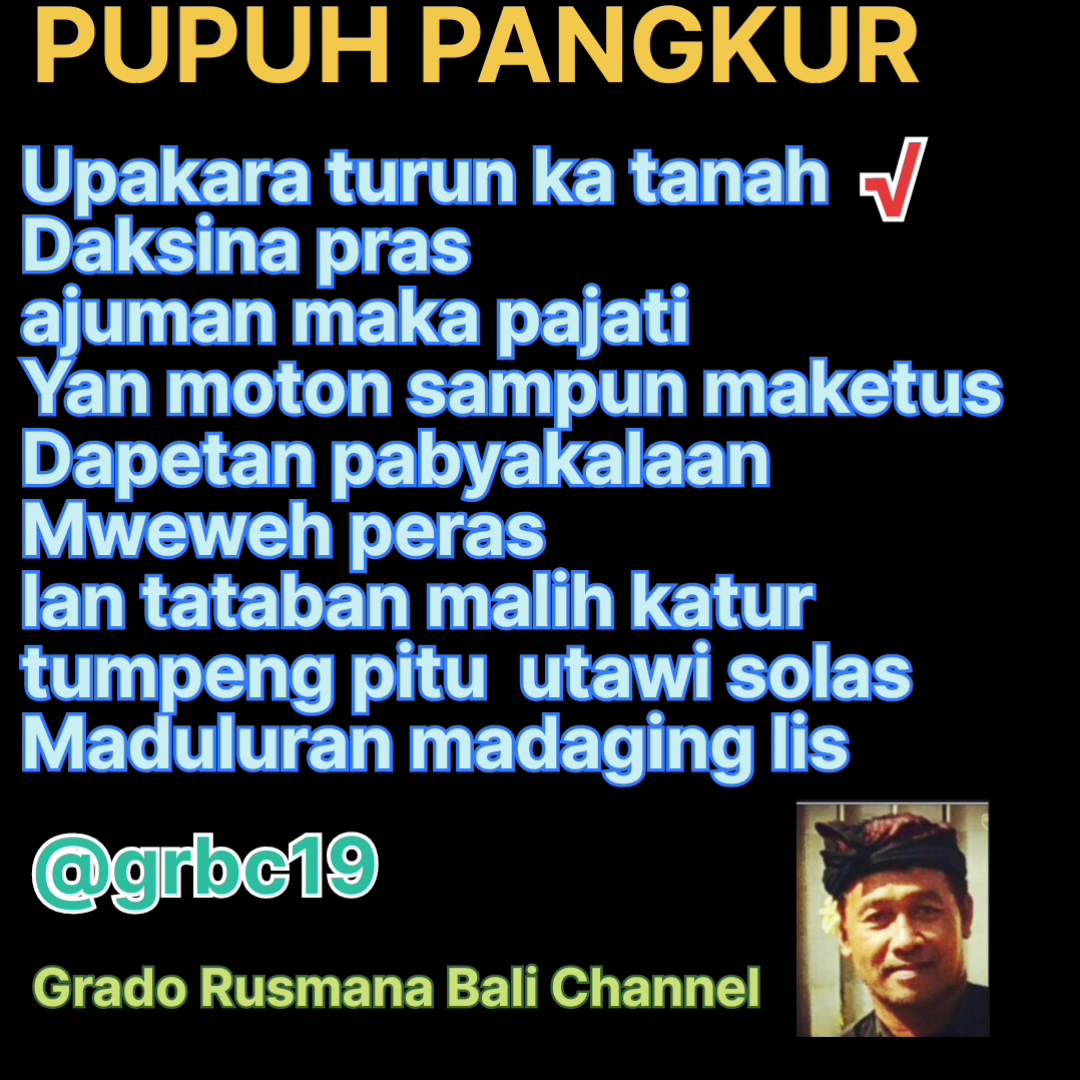 PUPUH PANGKUR
Upakara turun ka tanah √
Daksina pras
ajuman maka pajati
Yan moton sampun maketus
Dapetan pabyakalaan
Mweweh peras
lan tataban malih katur
tumpeng pitu utawi solas
Maduluran madaging lis
@grbc19
Grado Rusmana Bali Channel